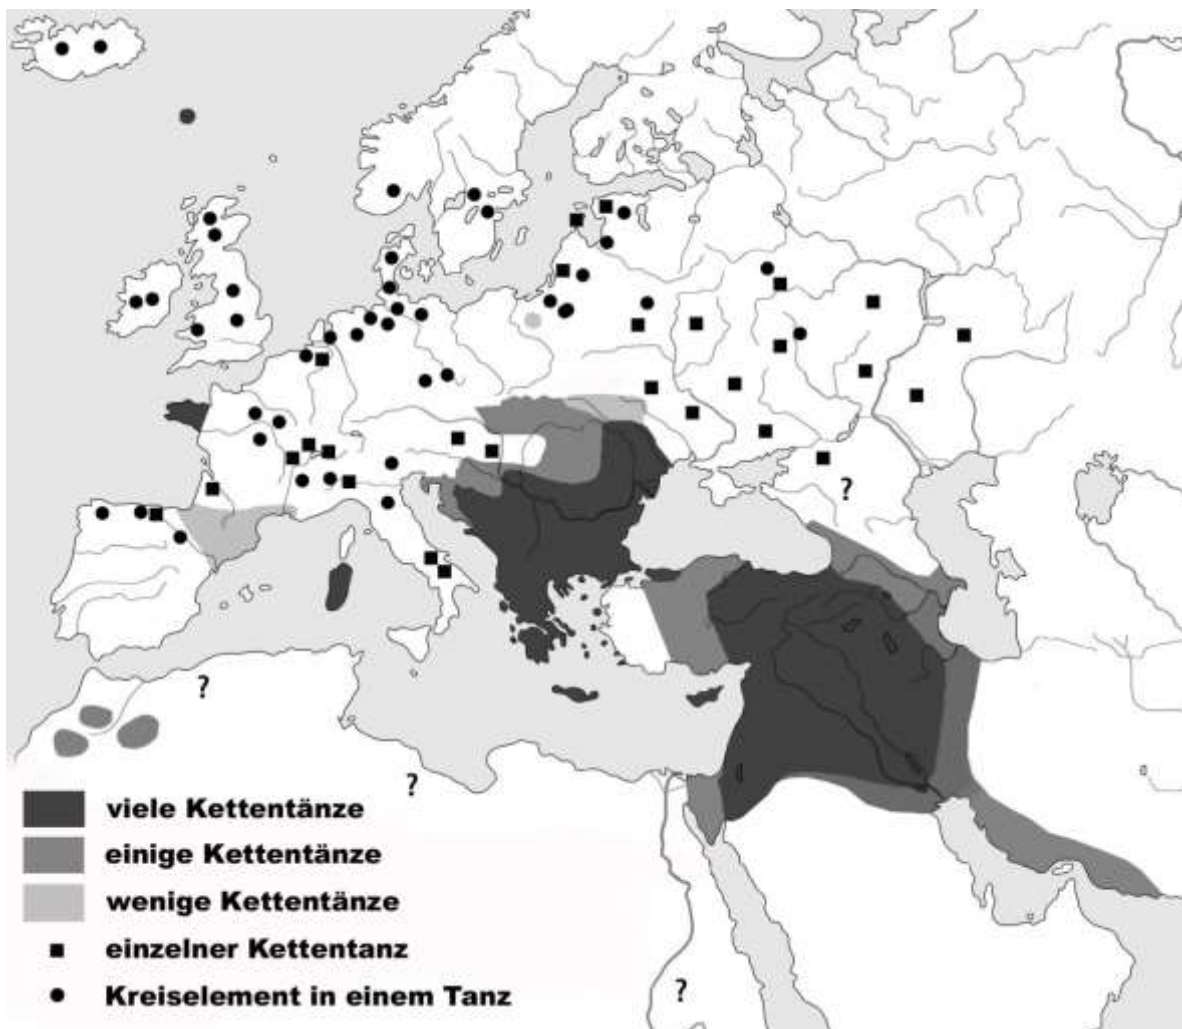 ?
?
?
viele Kettentänze
einige Kettentänze
wenige Kettentänze
einzelner Kettentanz
Kreiselement in einem Tanz
?